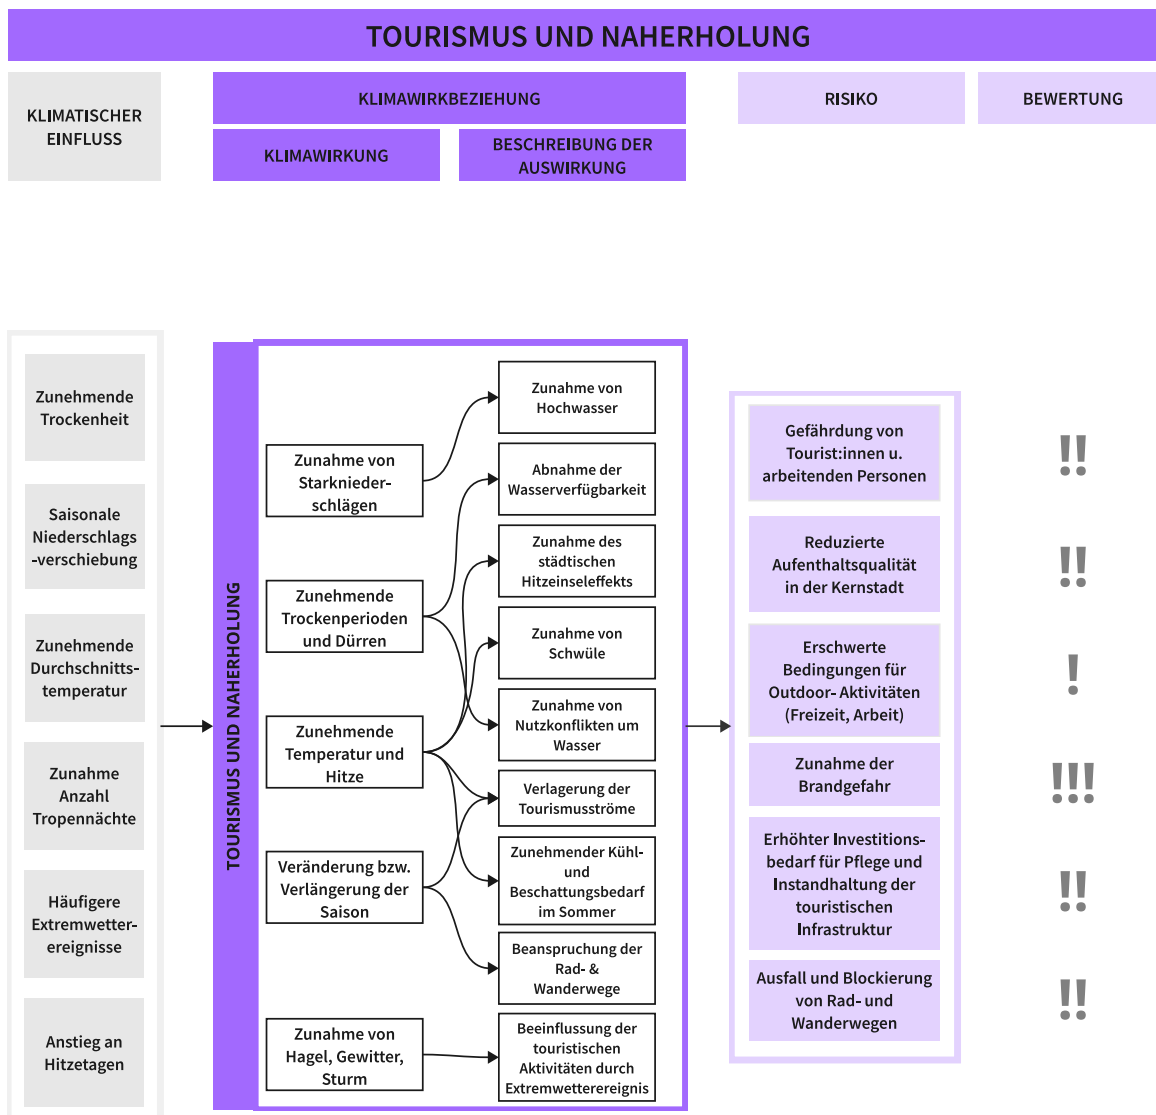 TOURISMUS UND NAHERHOLUNG
KLIMATISCHER
EINFLUSS
KLIMAWIRKBEZIEHUNG
RISIKO
BEWERTUNG
KLIMAWIRKUNG
BESCHREIBUNG DER
AUSWIRKUNG
Zunehmende
Trockenheit
Saisonale
Niederschlags
-verschiebung
Zunehmende
Durchschnitts-
temperatur
Zunahme
Anzahl
Tropennächte
Häufigere
Extremwetter-
ereignisse
Anstieg an
Hitzetagen
TOURISMUS UND NAHERHOLUNG
Zunahme von
Starknieder-
schlägen
Zunehmende
Trockenperioden
und Dürren
Zunehmende
Temperatur und
Hitze
Veränderung bzw.
Verlängerung der
Saison
Zunahme von
Hagel, Gewitter,
Sturm
Zunahme von
Hochwasser
Abnahme der
Wasserverfügbarkeit
Zunahme des
städtischen
Hitzeinseleffekts
Zunahme von
Schwüle
Zunahme von
Nutzkonflikten um
Wasser
Verlagerung der
Tourismusströme
Zunehmender Kühl-
und
Beschattungsbedarf
im Sommer
Beanspruchung der
Rad- &
Wanderwege
Beeinflussung der
touristischen
Aktivitäten durch
Extremwetterereignis
Gefährdung von
Tourist:innen u.
arbeitenden Personen
!!
Reduzierte
Aufenthaltsqualität
in der Kernstadt
!!
Erschwerte
Bedingungen für
Outdoor- Aktivitäten
(Freizeit, Arbeit)
!
Zunahme der
Brandgefahr
!!!
Erhöhter Investitions-
bedarf für Pflege und
Instandhaltung der
touristischen
Infrastruktur
!!
Ausfall und Blockierung
von Rad- und
Wanderwegen
!!